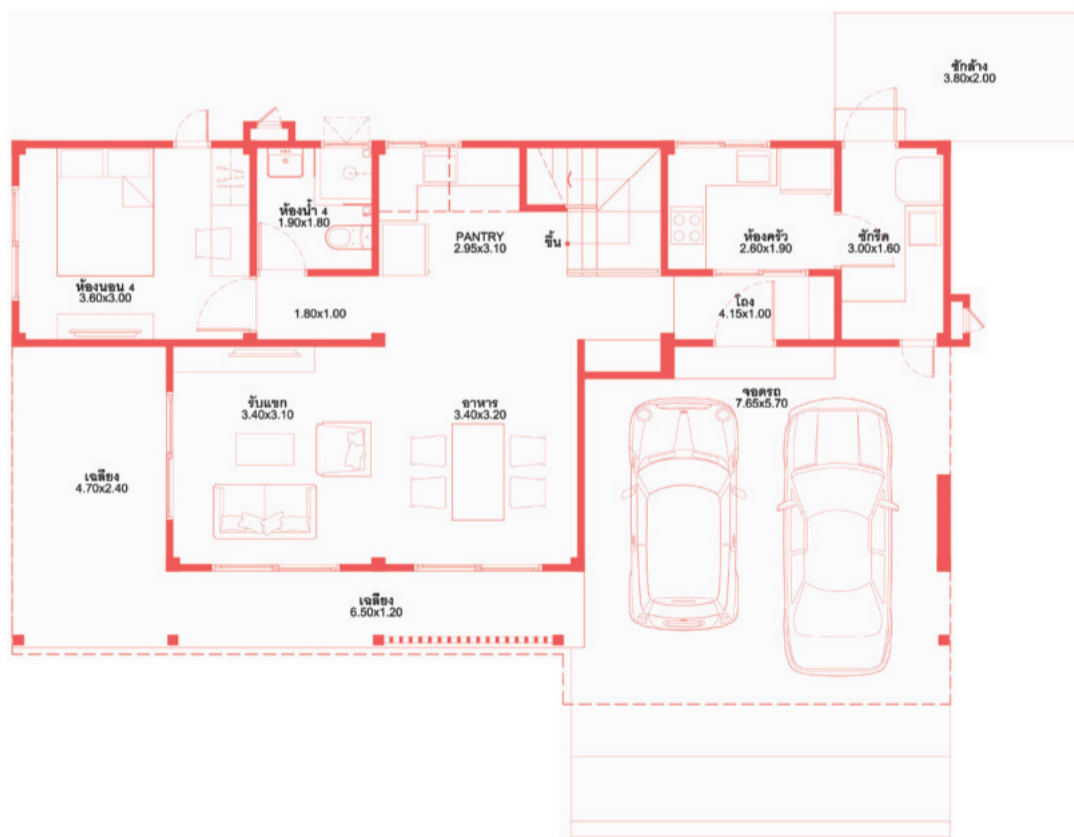 ซักล้าง
3.80x2.00
ห้องน้ำ 4
1.90x1.80
PANTRY
2.95x3.10
ขึ้น
ห้องครัว
2.60x1.90
ซักรีด
3.00x1.60
ห้องนอน 4
3.60x3.00
1.80x1.00
โถง
4.15x1.00
รับแขก
3.40x3.10
อาหาร
3.40x3.20
จอดรถ
7.65x5.70
เฉลียง
4.70x2.40
เฉลียง
6.50x1.20